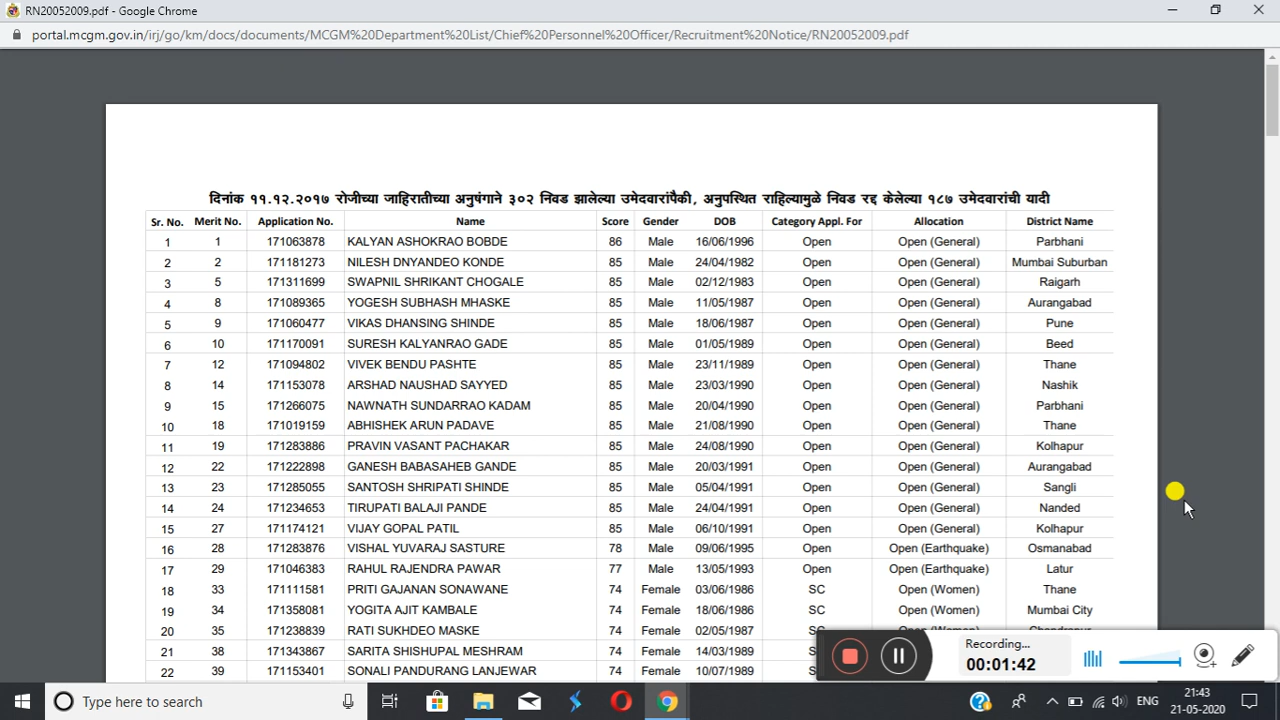 RN20052009.pdf - Google Chrome
portal.mcgm.gov.in/irj/go/km/docs/documents/MCGM%20Department%20List/Chief%20Personnel%20Officer/Recruitment%20Notice/RN20052009.pdf
दिनांक ११.१२.२०१७ रोजीच्या जाहिरातीच्या अनुषंगाने ३०२ निवड झालेल्या उमेदवारांपैकी, अनुपस्थित राहिल्यामुळे निवड रद्द केलेल्या १८७ उमेदवारांची यादी
Sr. No. Merit No. Application No. Name Score Gender DOB Category Appl. For Allocation District Name
1 1 171063878 KALYAN ASHOKRAO BOBDE 86 Male 16/06/1996 Open Open (General) Parbhani
2 2 171181273 NILESH DNYANDEO KONDE 85 Male 24/04/1982 Open Open (General) Mumbai Suburban
3 5 171311699 SWAPNIL SHRIKANT CHOGALE 85 Male 02/12/1983 Open Open (General) Raigarh
4 8 171089365 YOGESH SUBHASH MHASKE 85 Male 11/05/1987 Open Open (General) Aurangabad
5 9 171060477 VIKAS DHANSING SHINDE 85 Male 18/06/1987 Open Open (General) Pune
6 10 171170091 SURESH KALYANRAO GADE 85 Male 01/05/1989 Open Open (General) Beed
7 12 171094802 VIVEK BENDU PASHTE 85 Male 23/11/1989 Open Open (General) Thane
8 14 171153078 ARSHAD NAUSHAD SAYYED 85 Male 23/03/1990 Open Open (General) Nashik
9 15 171266075 NAWNATH SUNDARRAO KADAM 85 Male 20/04/1990 Open Open (General) Parbhani
10 18 171019159 ABHISHEK ARUN PADAVE 85 Male 21/08/1990 Open Open (General) Thane
11 19 171283886 PRAVIN VASANT PACHAKAR 85 Male 24/08/1990 Open Open (General) Kolhapur
12 22 171222898 GANESH BABASAHEB GANDE 85 Male 20/03/1991 Open Open (General) Aurangabad
13 23 171285055 SANTOSH SHRIPATI SHINDE 85 Male 05/04/1991 Open Open (General) Sangli
14 24 171234653 TIRUPATI BALAJI PANDE 85 Male 24/04/1991 Open Open (General) Nanded
15 27 171174121 VIJAY GOPAL PATIL 85 Male 06/10/1991 Open Open (General) Kolhapur
16 28 171283876 VISHAL YUVARAJ SASTURE 78 Male 09/06/1995 Open Open (Earthquake) Osmanabad
17 29 171046383 RAHUL RAJENDRA PAWAR 77 Male 13/05/1993 Open Open (Earthquake) Latur
18 33 171111581 PRITI GAJANAN SONAWANE 74 Female 03/06/1986 SC Open (Women) Thane
19 34 171358081 YOGITA AJIT KAMBALE 74 Female 18/06/1986 SC Open (Women) Mumbai City
20 35 171238839 RATI SUKHDEO MASKE 74 Female 02/05/1987
21 38 171343867 SARITA SHISHUPAL MESHRAM 74 Female 14/03/1989
22 39 171153401 SONALI PANDURANG LANJEWAR 74 Female 10/07/1989
Recording...
00:01:42
Type here to search
ENG
21:43
21-05-2020